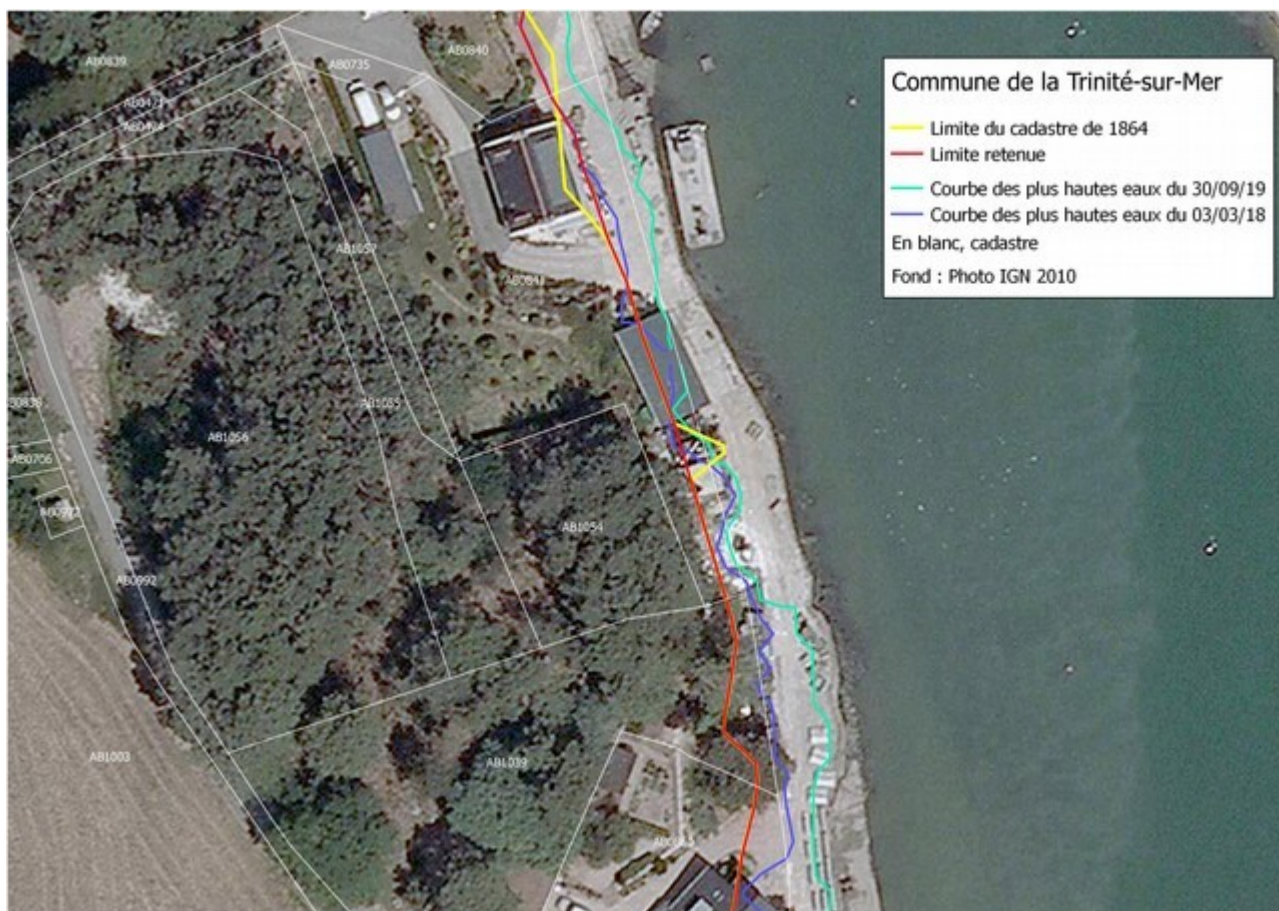 Commune de la Trinité-sur-Mer
Limite du cadastre de 1864
Limite retenue
Courbe des plus hautes eaux du 30/09/19
Courbe des plus hautes eaux du 03/03/18
En blanc, cadastre
Fond : Photo IGN 2010
AB0839
AB0735
AB0840
AB1057
AB1055
AB1056
AB0706
AB1054
AB0992
AB1003
AB1039